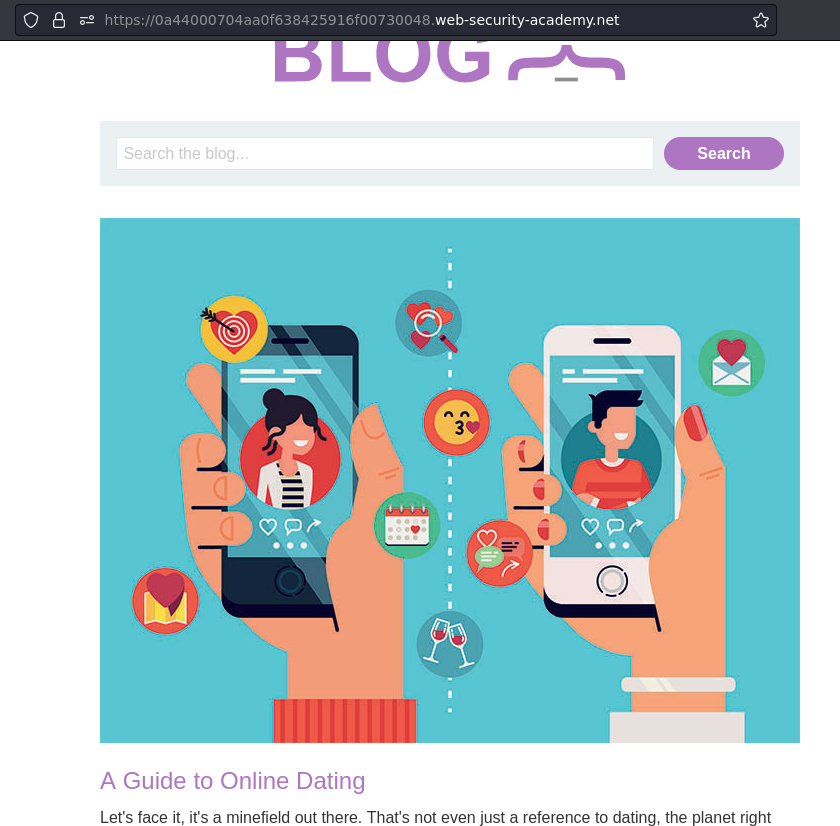 https://0a44000704aa0f638425916f00730048.web-security-academy.net
BLOG
Search the blog...
Search
A Guide to Online Dating
Let's face it, it's a minefield out there. That's not even just a reference to dating, the planet right